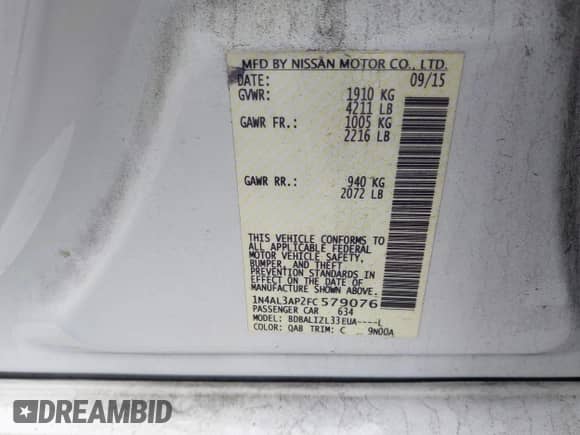 MFD BY NISSAN MOTOR CO., LTD.
DATE: 09/15
GVWR: 1910 KG
4211 LB
GAWR FR.: 1005 KG
2216 LB
GAWR RR.: 940 KG
2072 LB
THIS VEHICLE CONFORMS TO
ALL APPLICABLE FEDERAL
MOTOR VEHICLE SAFETY,
BUMPER, AND THEFT
PREVENTION STANDARDS IN
EFFECT ON THE DATE OF
MANUFACTURE SHOWN ABOVE.
1N4AL3AP2FC579076
PASSENGER CAR 634
MODEL: BDBALIZL33EUA----L
COLOR: QAB TRIM: C _ 9N00A
DREAMBID